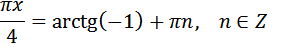 πx/4 = arctg(−1) + πn, n ∈ Z